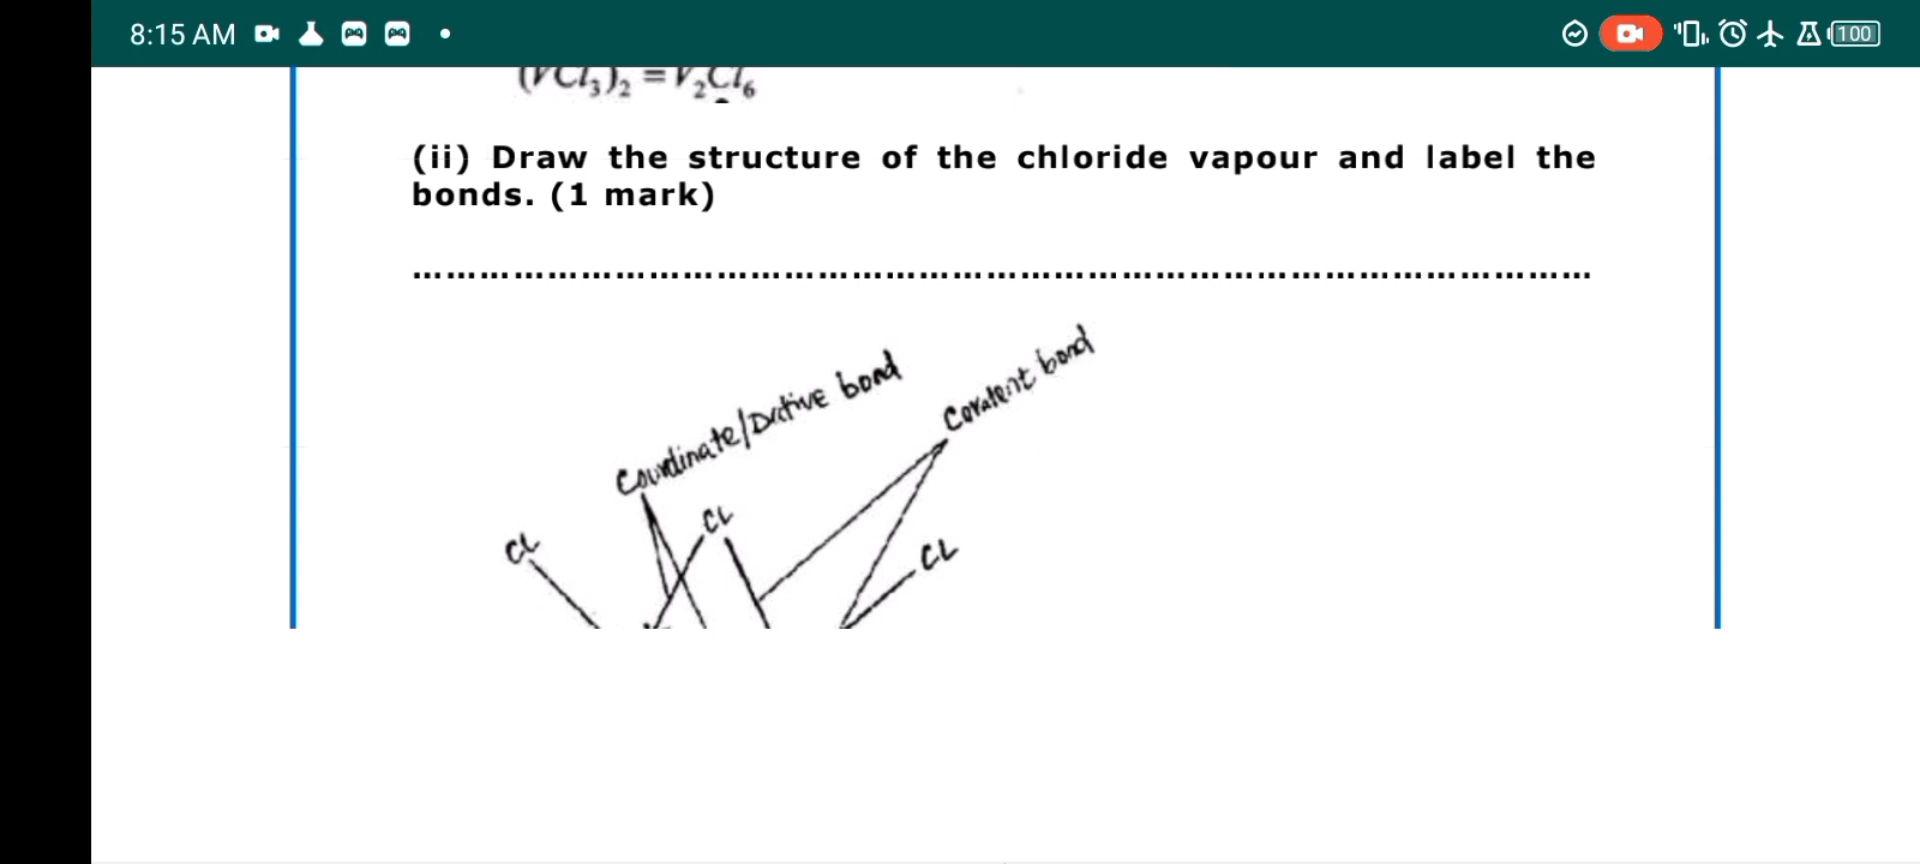 8:15 AM
100
(VCl₃)₂ = V₂Cl₆
(ii) Draw the structure of the chloride vapour and label the
bonds. (1 mark)
................................................................................
Coordinate/Dative bond
Covalent bond
CL
CL
CL